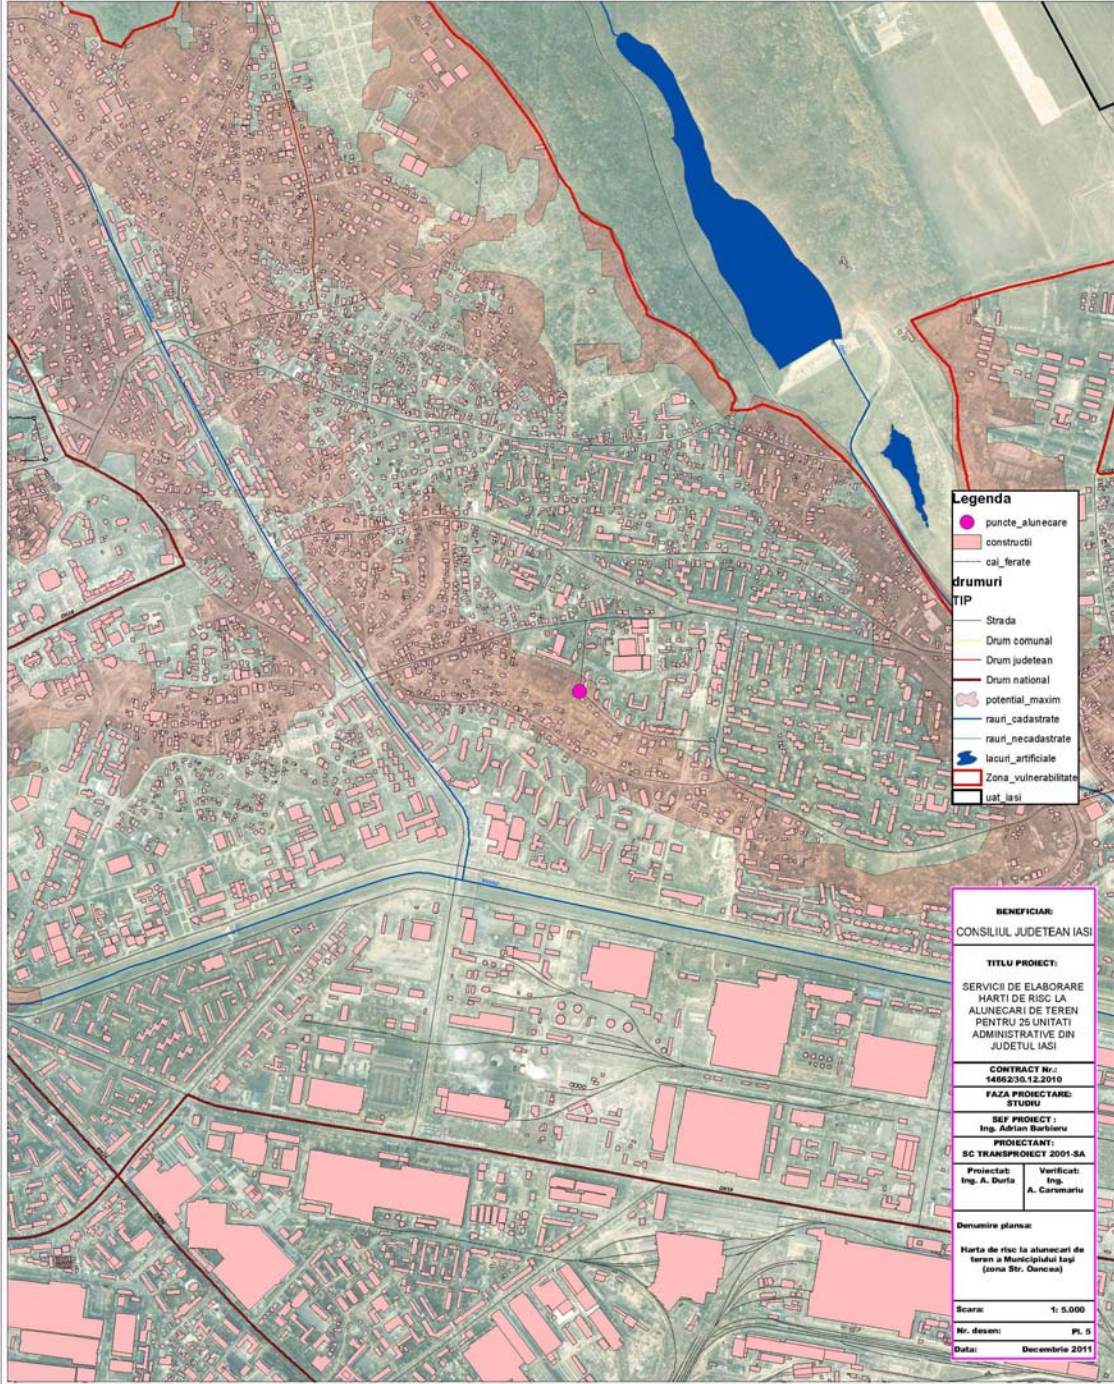 Legenda
puncte_alunecare
constructii
cai_ferate
drumuri
TIP
Strada
Drum comunal
Drum judetean
Drum national
potential_maxim
rauri_cadastrate
rauri_necadastrate
lacuri_artificiale
Zona_vulnerabilitate
uat_iasi
BENEFICIAR:
CONSILIUL JUDETEAN IASI
TITLU PROIECT:
SERVICII DE ELABORARE
HARTI DE RISC LA
ALUNECARI DE TEREN
PENTRU 25 UNITATI
ADMINISTRATIVE DIN
JUDETUL IASI
CONTRACT Nr.:
14662/30.12.2010
FAZA PROIECTARE:
STUDIU
SEF PROIECT :
Ing. Adrian Barbieru
PROIECTANT:
SC TRANSPROIECT 2001-SA
Proiectat:
Ing. A. Durla
Verificat:
Ing.
A. Carsmariu
Denumire plansa:
Harta de risc la alunecari de
teren a Municipiului Iaşi
(zona Str. Oancea)
Scara: 1: 5.000
Nr. desen: Pl. 5
Data: Decembrie 2011